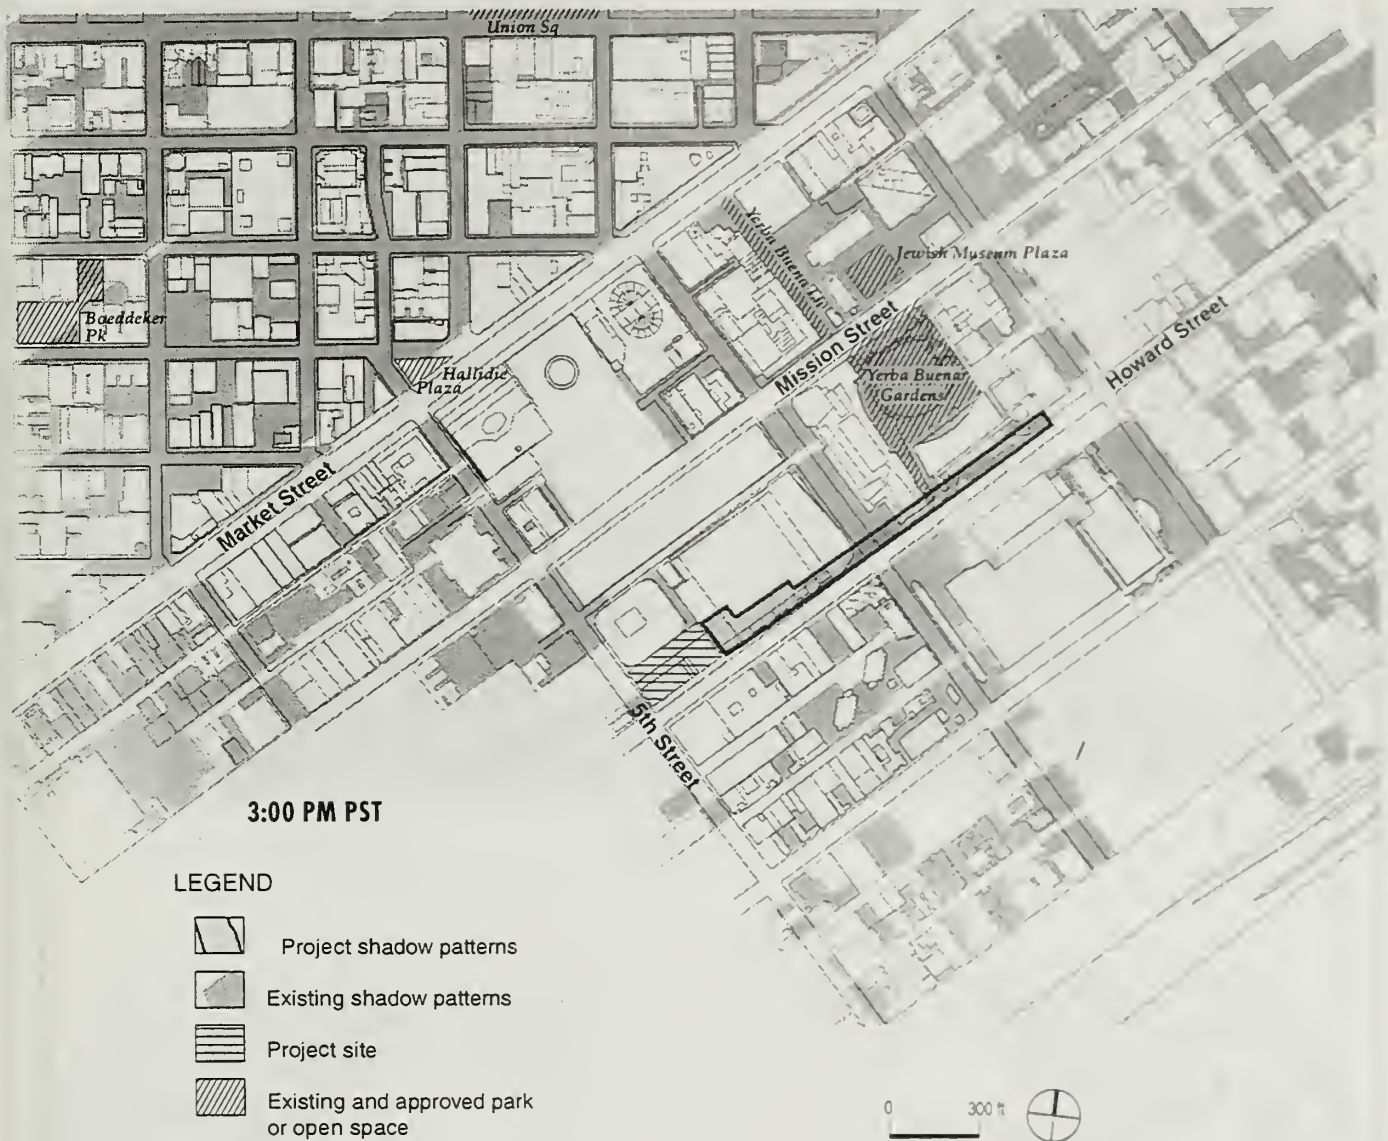 Union Sq
Yerba Buena Ln
Jewish Museum Plaza
Boeddeker
Pk
Hallidie
Plaza
Mission Street
Howard Street
Yerba Buena
Gardens
Market Street
5th Street
3:00 PM PST
LEGEND
Project shadow patterns
Existing shadow patterns
Project site
Existing and approved park
or open space
0 300 ft